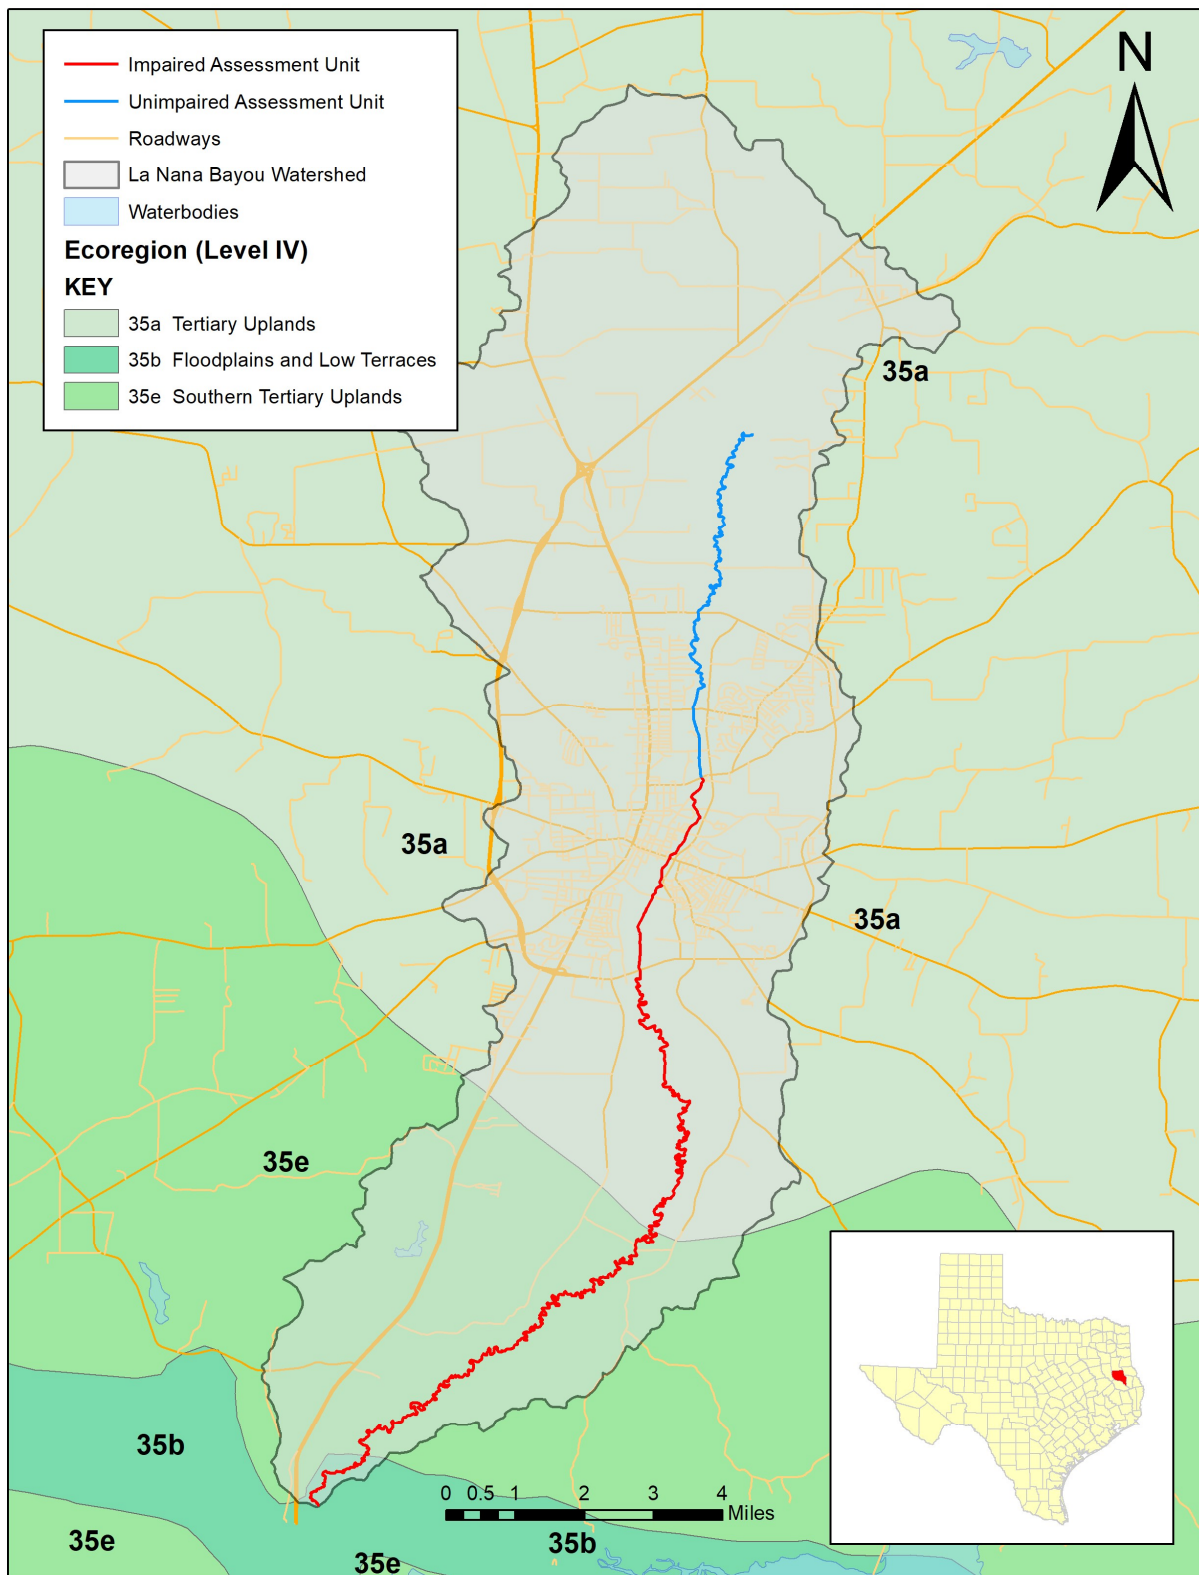 Impaired Assessment Unit
Unimpaired Assessment Unit
Roadways
La Nana Bayou Watershed
Waterbodies
Ecoregion (Level IV)
KEY
35a Tertiary Uplands
35b Floodplains and Low Terraces
35e Southern Tertiary Uplands
N
35a
35a
35a
35e
35b
0 0.5 1 2 3 4
Miles
35e
35b
35e